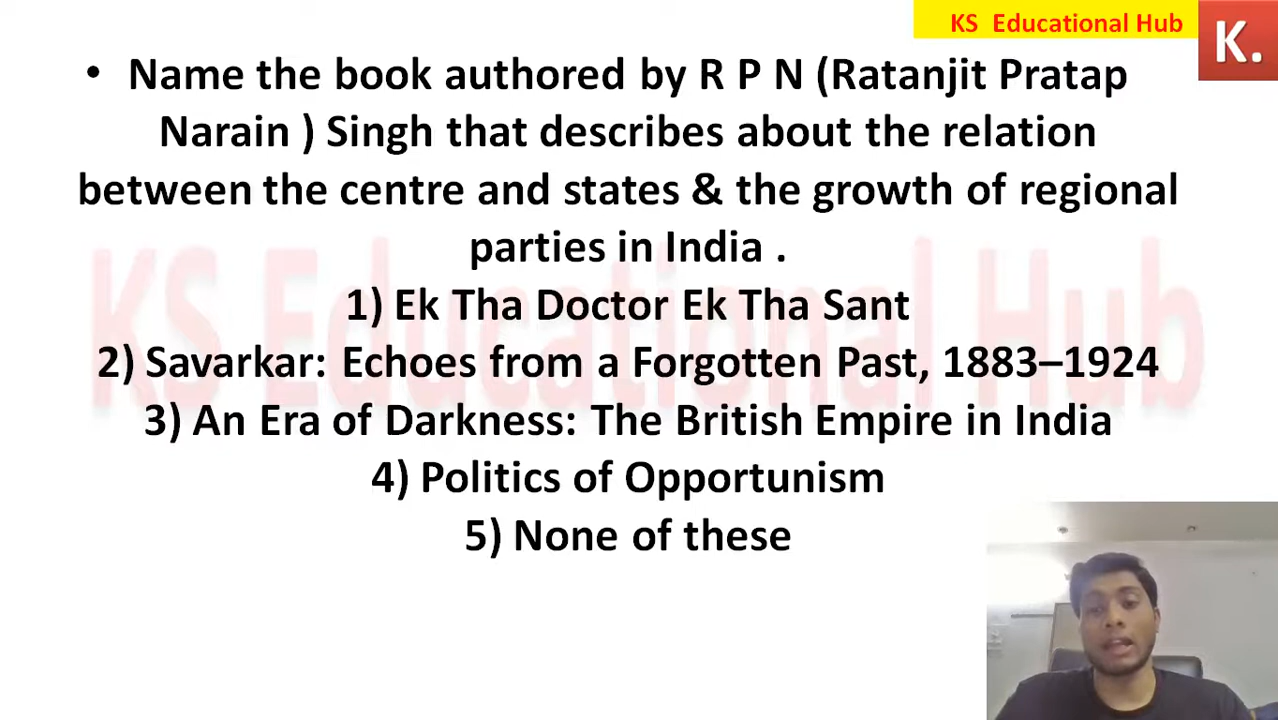 KS Educational Hub
K.
• Name the book authored by R P N (Ratanjit Pratap
Narain ) Singh that describes about the relation
between the centre and states & the growth of regional
parties in India .
1) Ek Tha Doctor Ek Tha Sant
2) Savarkar: Echoes from a Forgotten Past, 1883–1924
3) An Era of Darkness: The British Empire in India
4) Politics of Opportunism
5) None of these
KS Educational Hub